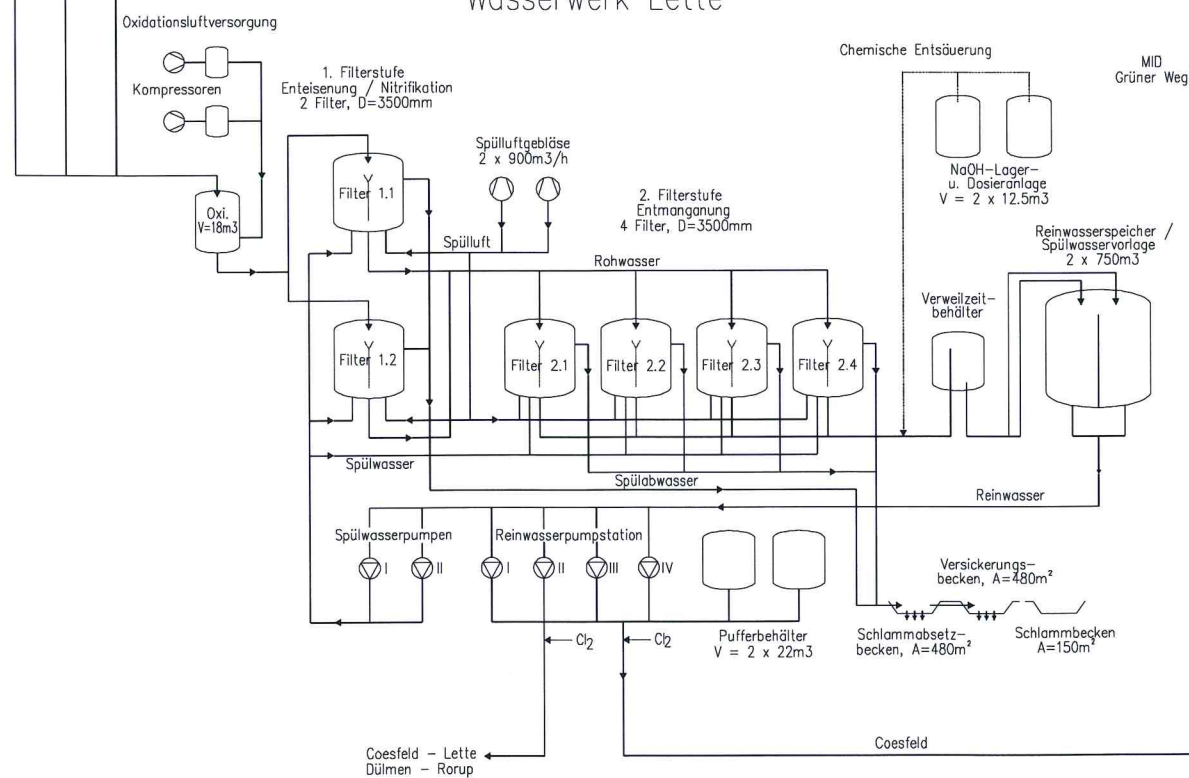 Wasserwerk Lette
Oxidationsluftversorgung
Kompressoren
1. Filterstufe
Enteisenung / Nitrifikation
2 Filter, D=3500mm
Chemische Entsäuerung
MID
Grüner Weg
Spülluftgebläse
2 x 900m3/h
Filter 1.1
Oxi.
V=18m3
2. Filterstufe
Entmanganung
4 Filter, D=3500mm
NaOH-Lager-
u. Dosieranlage
V = 2 x 12.5m3
Reinwasserspeicher /
Spülwasservorlage
2 x 750m3
Spülluft
Rohwasser
Verweilzeit-
behälter
Filter 1.2
Filter 2.1
Filter 2.2
Filter 2.3
Filter 2.4
Spülwasser
Spülabwasser
Reinwasser
Spülwasserpumpen
Reinwasserpumpstation
I
II
I
II
III
IV
Versickerungs-
becken, A=480m²
Cl2
Cl2
Pufferbehälter
V = 2 x 22m3
Schlammabsetz-
becken, A=480m²
Schlammbecken
A=150m²
Coesfeld
Coesfeld - Lette
Dülmen - Rorup